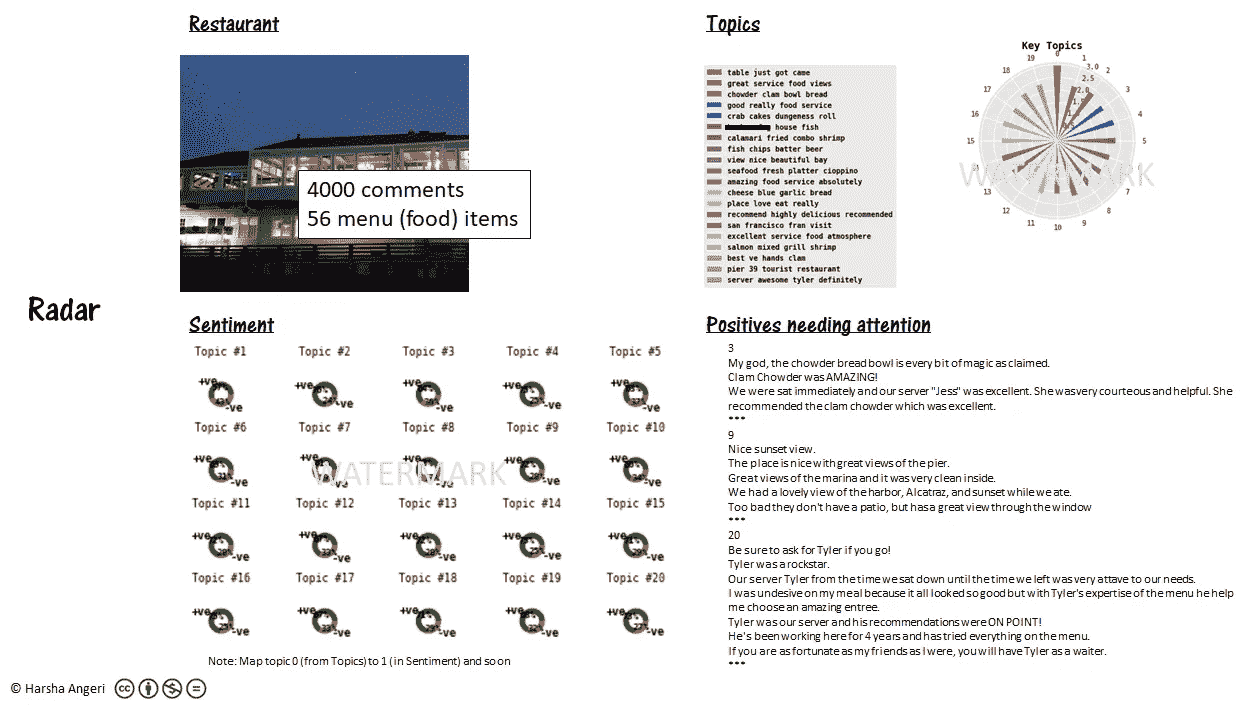 Restaurant
4000 comments
56 menu (food) items
Topics
table just got came
great service food views
chowder clam bowl bread
good really food service
crab cakes dungeness roll
house fish
calamari fried combo shrimp
fish chips batter beer
view nice beautiful bay
seafood fresh platter cioppino
amazing food service absolutely
cheese blue garlic bread
place love eat really
recommend highly delicious recommended
san francisco fran visit
excellent service food atmosphere
salmon mixed grill shrimp
best ve hands clam
pier 39 tourist restaurant
server awesome tyler definitely
Key Topics
0
1
2
3
4
5
7
8
9
10
11
12
13
15
16
17
18
19
3.0
2.5
2.0
WATERMARK
Radar
Sentiment
Topic #1 Topic #2 Topic #3 Topic #4 Topic #5
+ve -ve +ve -ve +ve -ve +ve -ve +ve -ve
Topic #6 Topic #7 Topic #8 Topic #9 Topic #10
WATERMARK
Topic #11 Topic #12 Topic #13 Topic #14 Topic #15
+ve -ve +ve -ve +ve -ve +ve -ve +ve -ve
Topic #16 Topic #17 Topic #18 Topic #19 Topic #20
+ve -ve +ve -ve +ve -ve +ve -ve +ve -ve
Note: Map topic 0 (from Topics) to 1 (in Sentiment) and so on
Positives needing attention
3
My god, the chowder bread bowl is every bit of magic as claimed.
Clam Chowder was AMAZING!
We were sat immediately and our server "Jess" was excellent. She was very courteous and helpful. She
recommended the clam chowder which was excellent.
***
9
Nice sunset view.
The place is nice with great views of the pier.
Great views of the marina and it was very clean inside.
We had a lovely view of the harbor, Alcatraz, and sunset while we ate.
Too bad they don't have a patio, but has a great view through the window
***
20
Be sure to ask for Tyler if you go!
Tyler was a rockstar.
Our server Tyler from the time we sat down until the time we left was very attave to our needs.
I was undesive on my meal because it all looked so good but with Tyler's expertise of the menu he help
me choose an amazing entree.
Tyler was our server and his recommendations were ON POINT!
He's been working here for 4 years and has tried everything on the menu.
If you are as fortunate as my friends as I were, you will have Tyler as a waiter.
***
© Harsha Angeri
cc